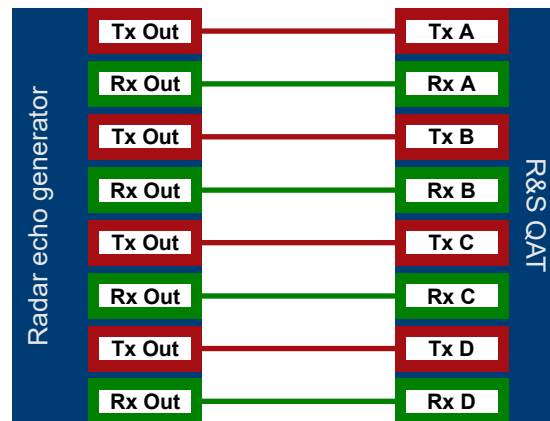 Radar echo generator
Tx Out
Tx A
Rx Out
Rx A
Tx Out
Tx B
Rx Out
Rx B
Tx Out
Tx C
Rx Out
Rx C
Tx Out
Tx D
Rx Out
Rx D
R&S QAT